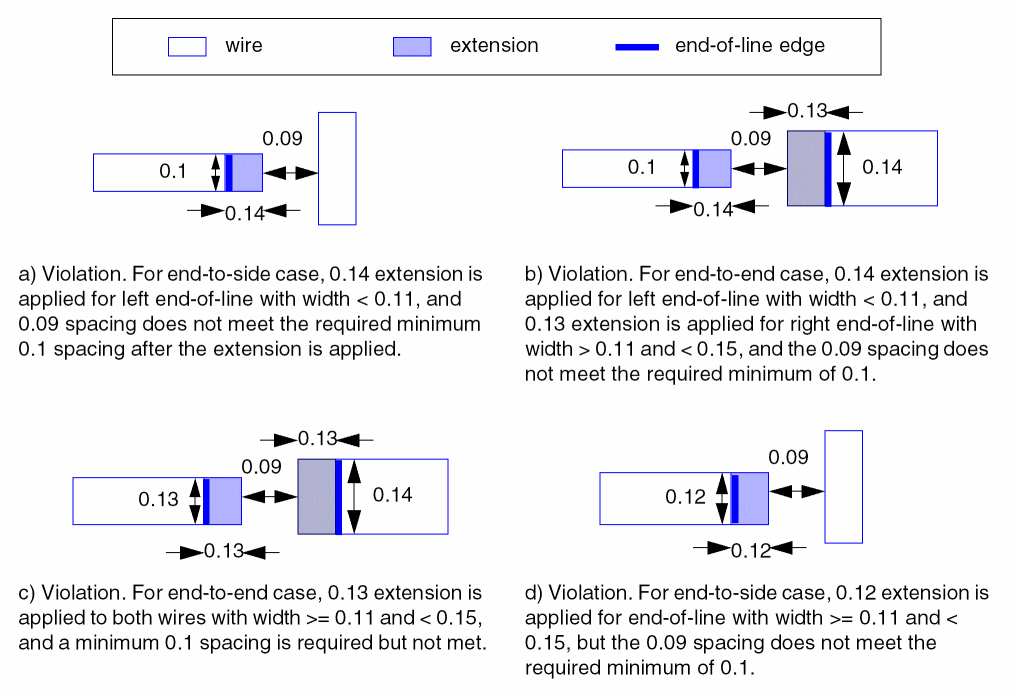 wire
extension
end-of-line edge
0.09
0.1
0.14
a) Violation. For end-to-side case, 0.14 extension is
applied for left end-of-line with width < 0.11, and
0.09 spacing does not meet the required minimum
0.1 spacing after the extension is applied.
0.13
0.09
0.1
0.14
0.14
b) Violation. For end-to-end case, 0.14 extension is
applied for left end-of-line with width < 0.11, and
0.13 extension is applied for right end-of-line with
width > 0.11 and < 0.15, and the 0.09 spacing does
not meet the required minimum of 0.1.
0.13
0.09
0.13
0.14
0.13
c) Violation. For end-to-end case, 0.13 extension is
applied to both wires with width >= 0.11 and < 0.15,
and a minimum 0.1 spacing is required but not met.
0.09
0.12
0.12
d) Violation. For end-to-side case, 0.12 extension is
applied for end-of-line with width >= 0.11 and <
0.15, but the 0.09 spacing does not meet the
required minimum of 0.1.